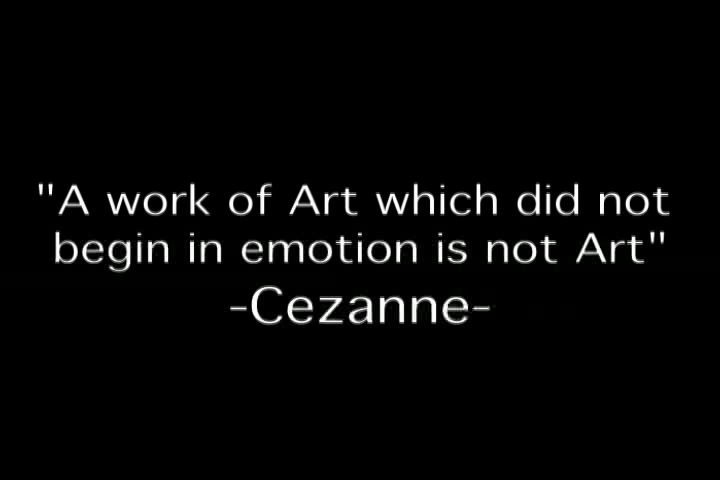 "A work of Art which did not
begin in emotion is not Art"
-Cezanne-